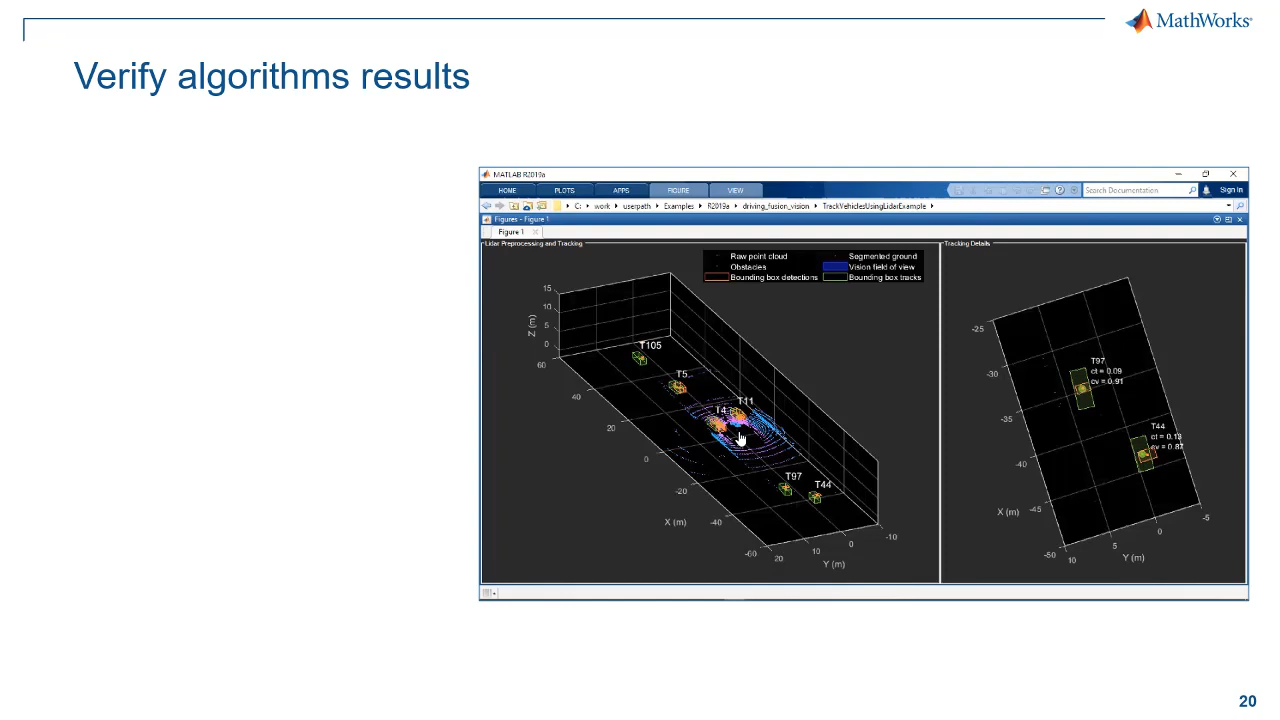 MathWorks®
Verify algorithms results
MATLAB R2019a
HOME PLOTS APPS FIGURE VIEW
Search Documentation
Sign In
C: work userpath Examples R2019a driving_fusion_vision TrackVehiclesUsingLidarExample
Figures - Figure 1
Figure 1
Lidar Preprocessing and Tracking
Raw point cloud
Segmented ground
Obstacles
Vision field of view
Bounding box detections
Bounding box tracks
15
10
5
0
Z (m)
60
40
20
0
-20
-40
-60
X (m)
20
10
0
-10
Y (m)
T105
T5
T11
T4
T97
T44
Tracking Details
-25
-30
-35
-40
-45
-50
X (m)
10
5
0
-5
Y (m)
T97
ct = 0.09
cv = 0.91
T44
ct = 0.13
cv = 0.87
20